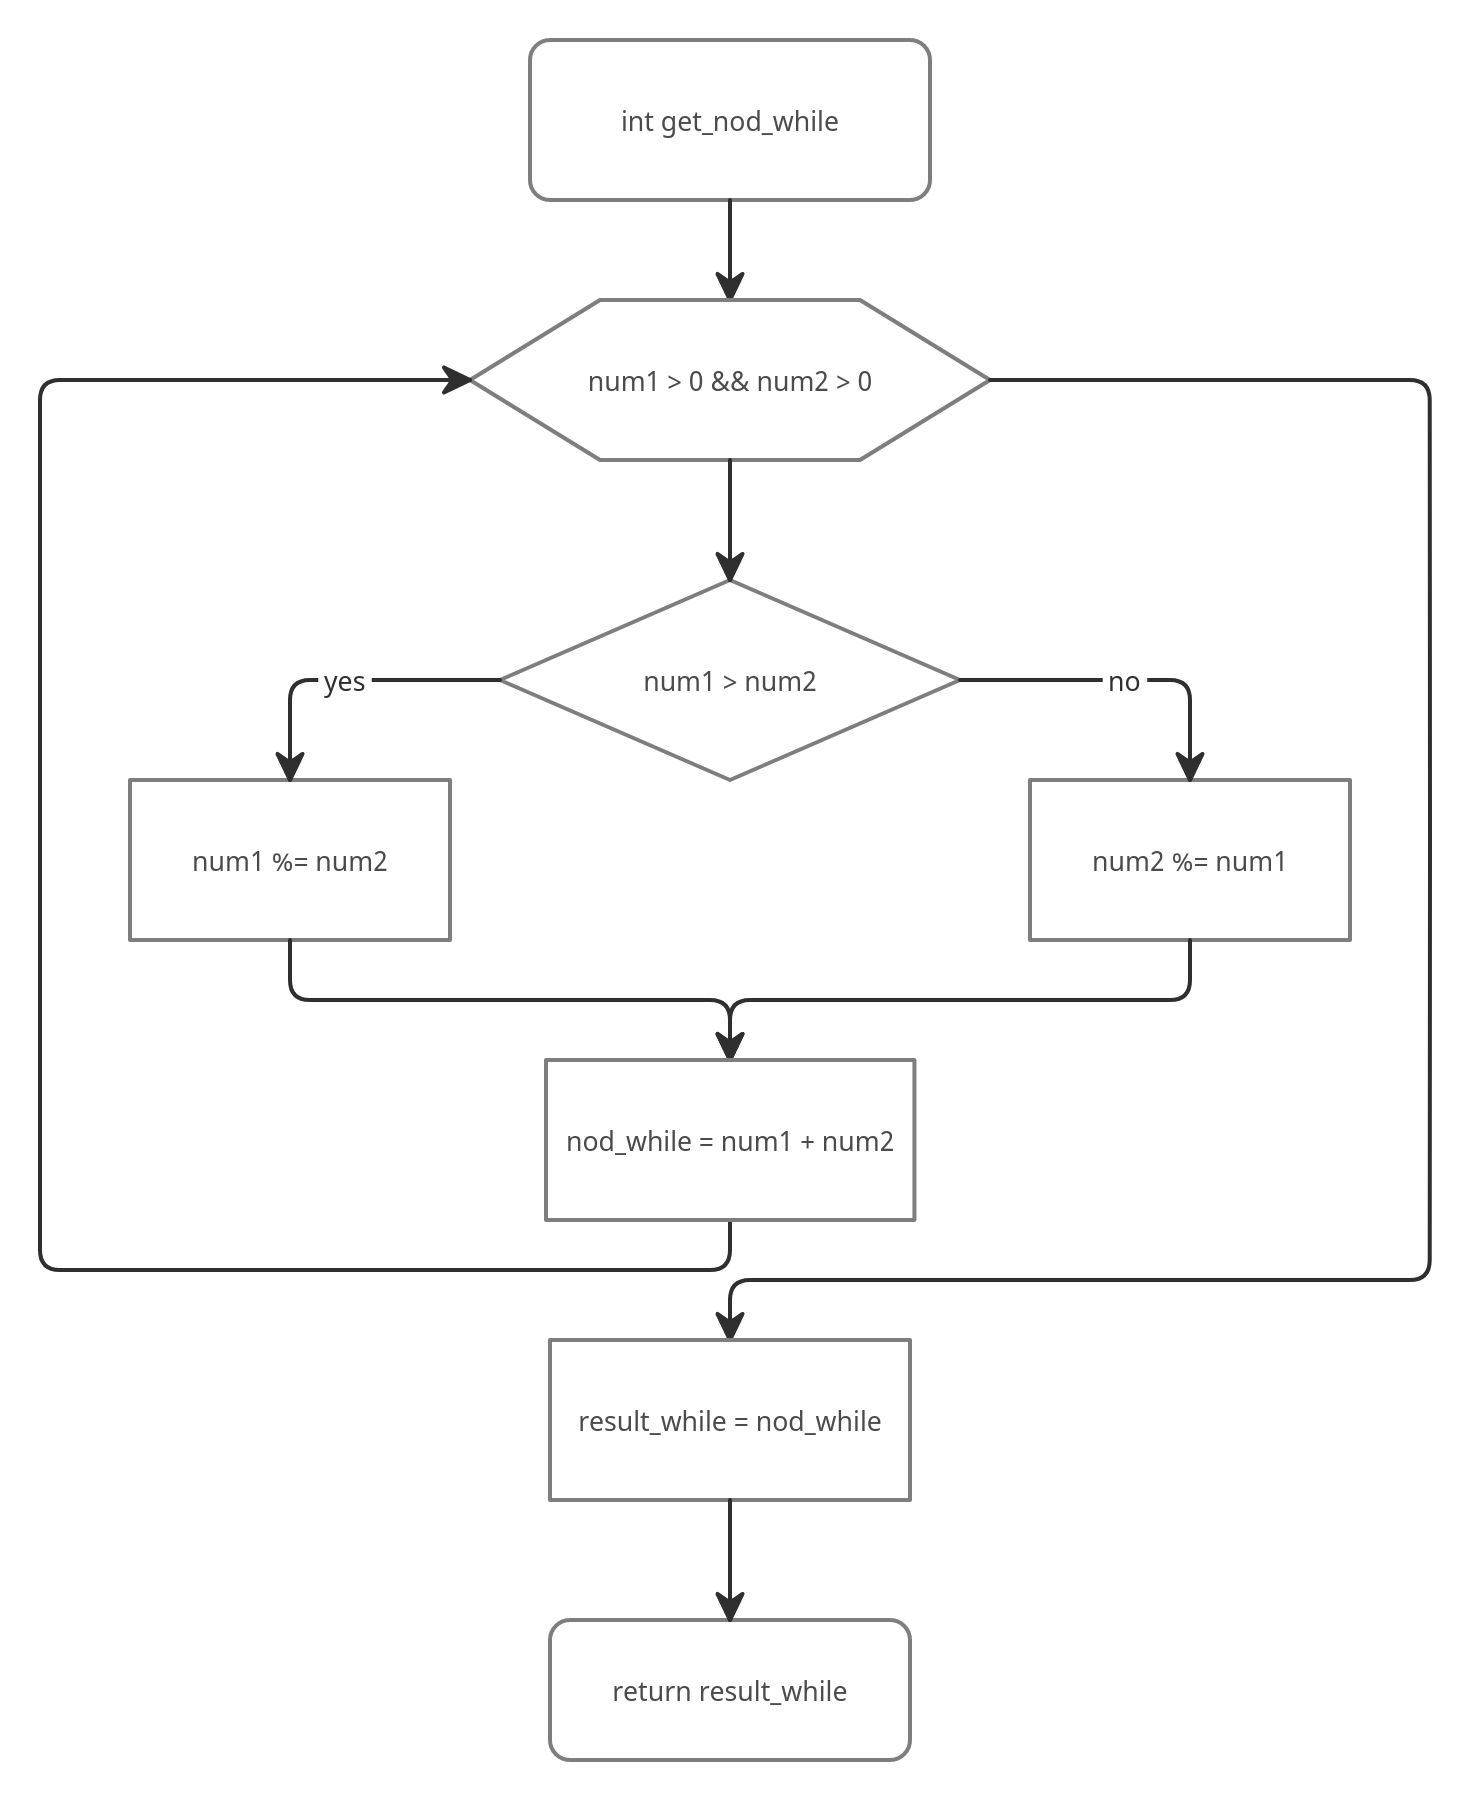 int get_nod_while
num1 > 0 && num2 > 0
num1 > num2
yes
no
num1 %= num2
num2 %= num1
nod_while = num1 + num2
result_while = nod_while
return result_while